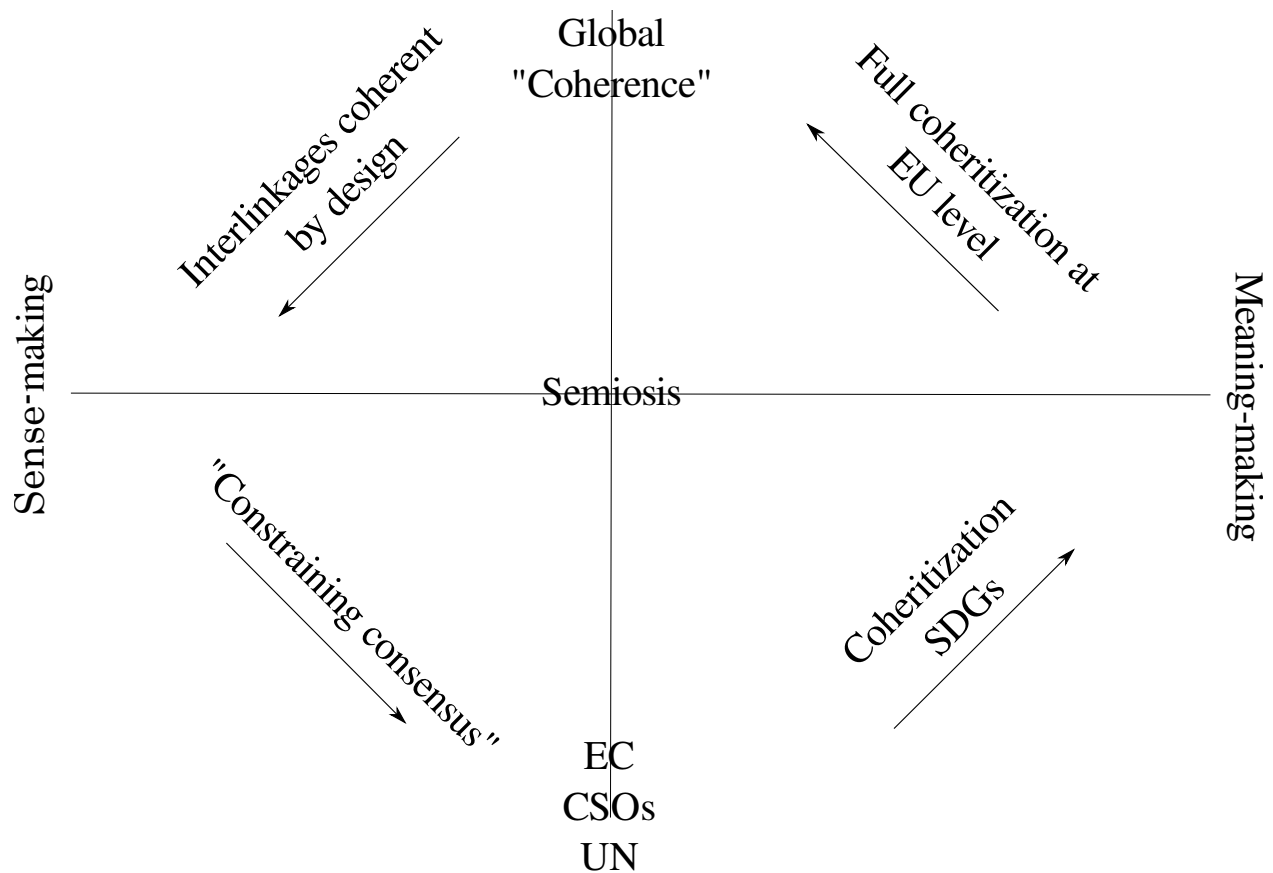 Global
"Coherence"
Interlinkages coherent
by design
Full coheritization at
EU level
Sense-making
Semiosis
Meaning-making
"Constraining consensus"
Coheritization
SDGs
EC
CSOs
UN